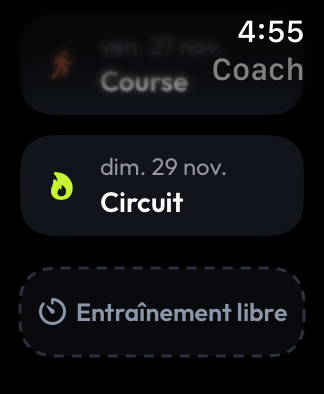 4:55
Coach
ven. 27 nov.
Course
dim. 29 nov.
Circuit
Entraînement libre